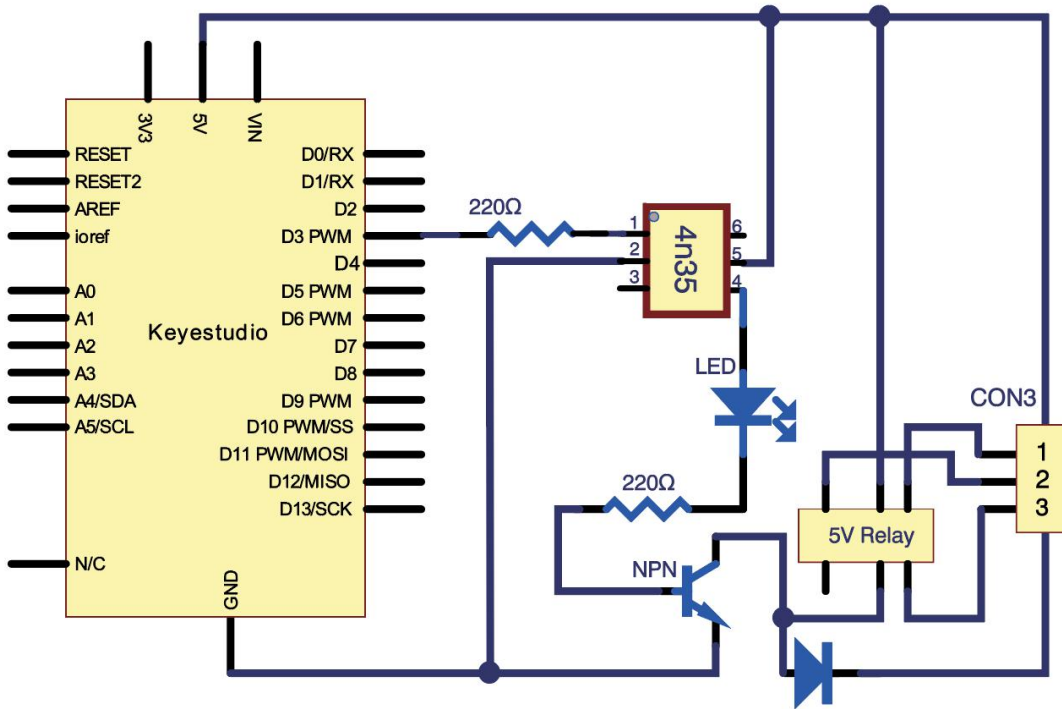 3V3
5V
VIN
RESET
RESET2
AREF
ioref
A0
A1
A2
A3
A4/SDA
A5/SCL
N/C
Keyestudio
D0/RX
D1/RX
D2
D3 PWM
D4
D5 PWM
D6 PWM
D7
D8
D9 PWM
D10 PWM/SS
D11 PWM/MOSI
D12/MISO
D13/SCK
GND
220Ω
1
2
3
4n35
6
5
4
LED
220Ω
NPN
5V Relay
CON3
1
2
3